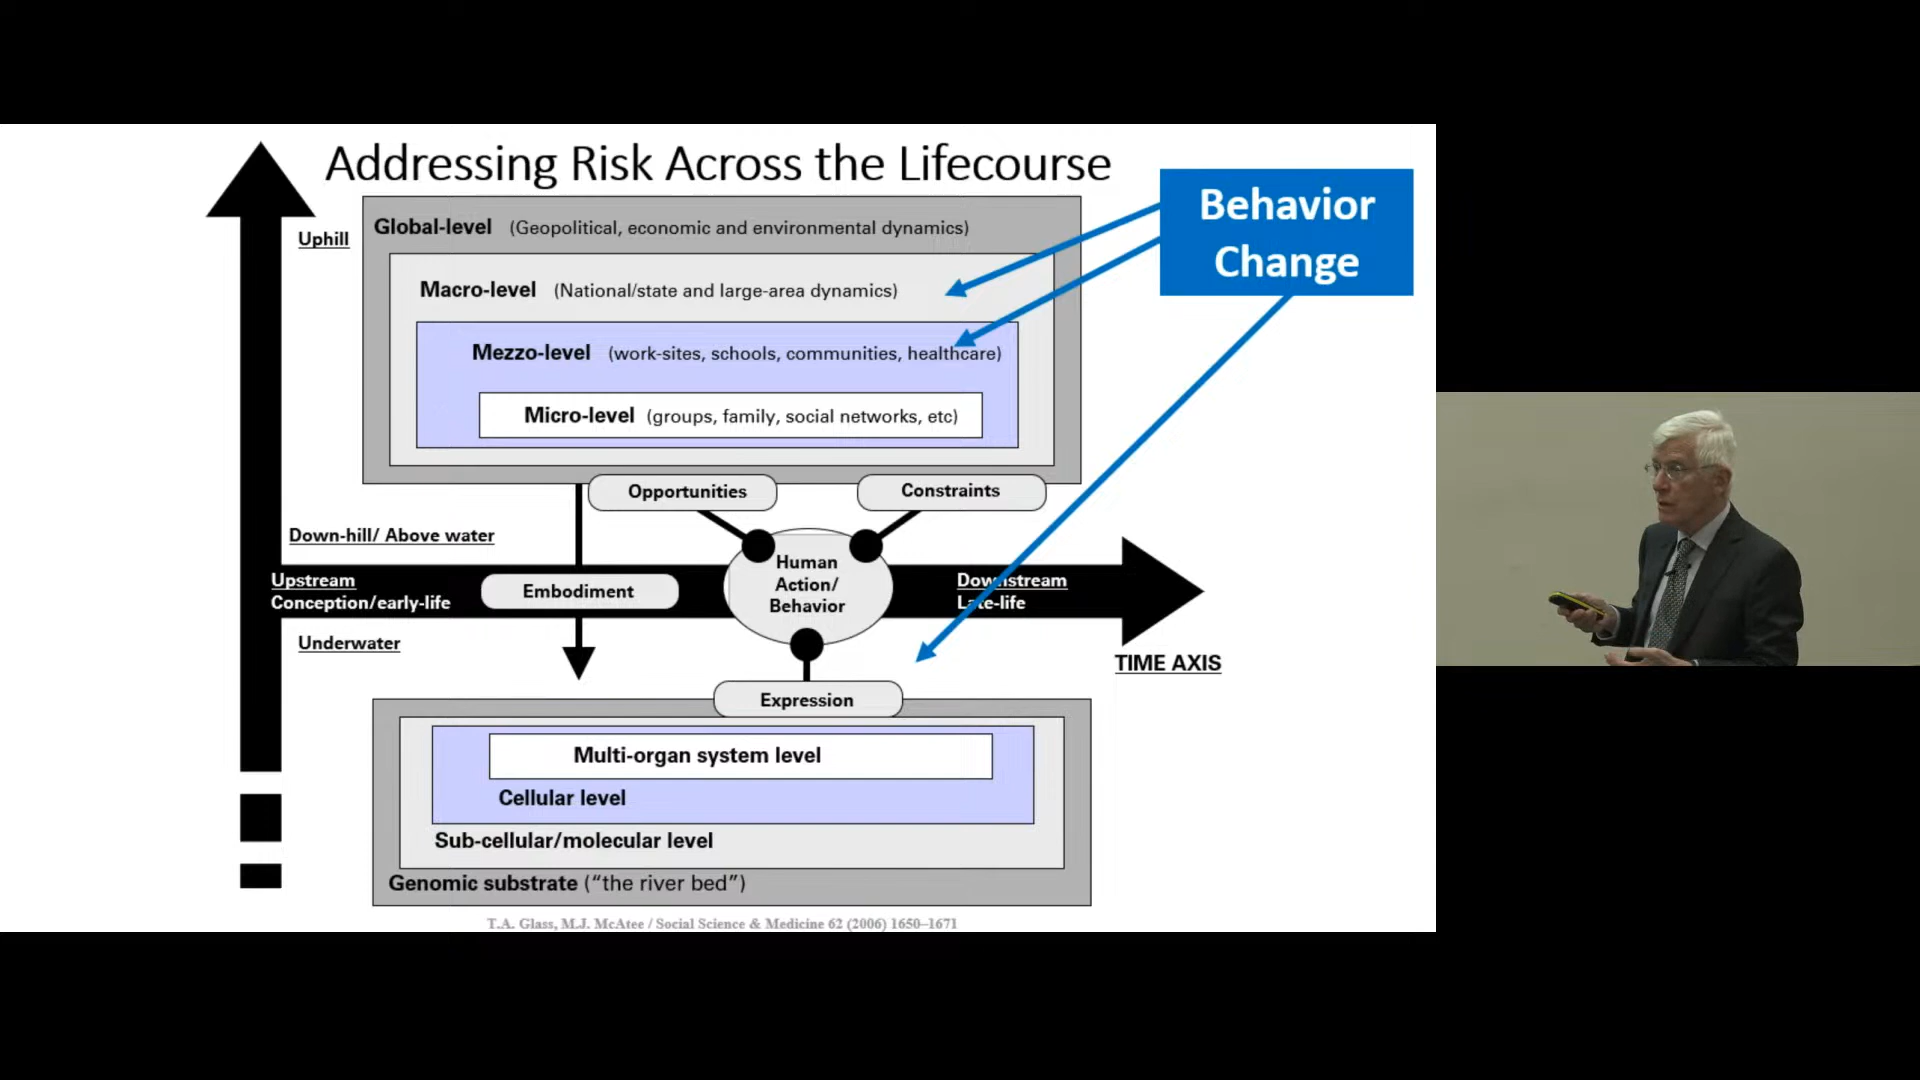 Addressing Risk Across the Lifecourse
Behavior
Change
Uphill
Global-level (Geopolitical, economic and environmental dynamics)
Macro-level (National/state and large-area dynamics)
Mezzo-level (work-sites, schools, communities, healthcare)
Micro-level (groups, family, social networks, etc)
Opportunities
Constraints
Down-hill/ Above water
Upstream
Conception/early-life
Embodiment
Human
Action/
Behavior
Downstream
Late-life
Underwater
TIME AXIS
Expression
Multi-organ system level
Cellular level
Sub-cellular/molecular level
Genomic substrate (“the river bed”)
T.A. Glass, M.J. McAtee / Social Science & Medicine 62 (2006) 1650–1671